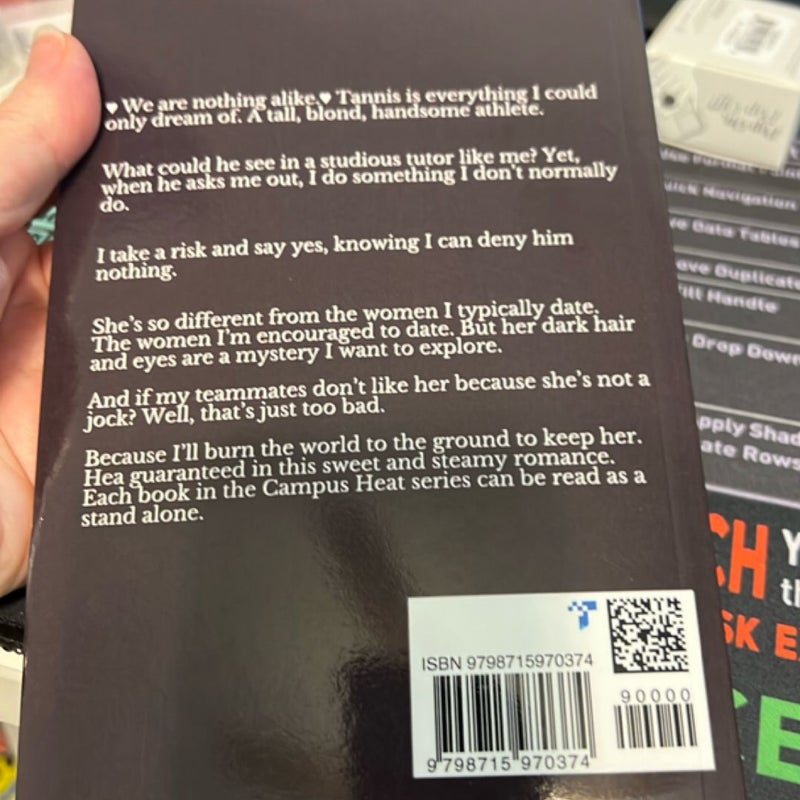 ♥ We are nothing alike.♥ Tannis is everything I could
only dream of. A tall, blond, handsome athlete.
What could he see in a studious tutor like me? Yet,
when he asks me out, I do something I don't normally
do.
I take a risk and say yes, knowing I can deny him
nothing.
She's so different from the women I typically date.
The women I'm encouraged to date. But her dark hair
and eyes are a mystery I want to explore.
And if my teammates don't like her because she's not a
jock? Well, that's just too bad.
Because I'll burn the world to the ground to keep her.
Hea guaranteed in this sweet and steamy romance.
Each book in the Campus Heat series can be read as a
stand alone.
ISBN 9798715970374
90000
9 798715 970374
Navigation
Data Tables
Duplicate
Handle
Drop Down
Rows